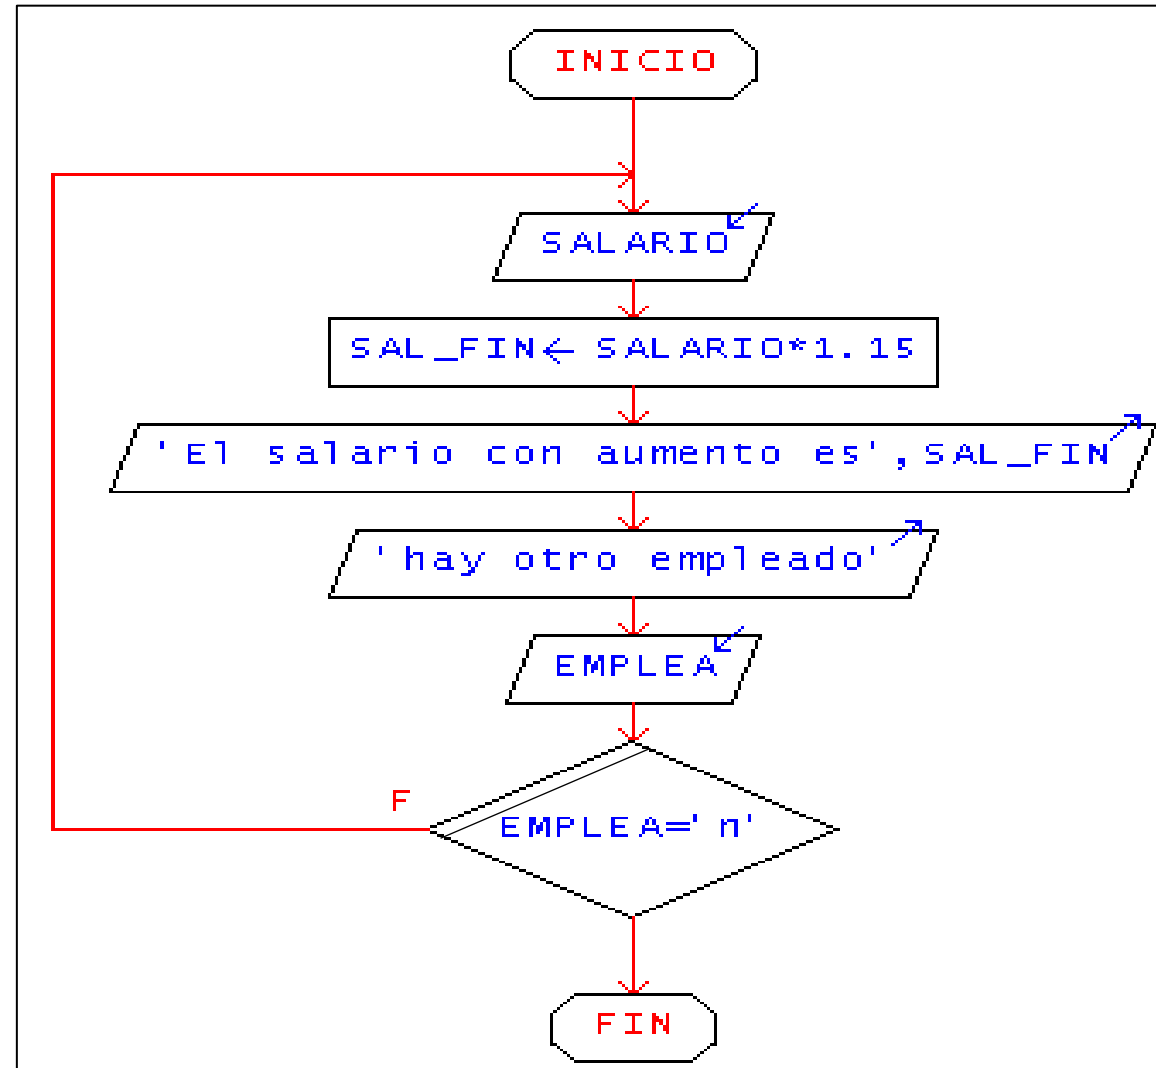 INICIO
SALARIO
SAL_FIN← SALARIO*1.15
'El salario con aumento es',SAL_FIN
'hay otro empleado'
EMPLEA
F
EMPLEA='n'
FIN